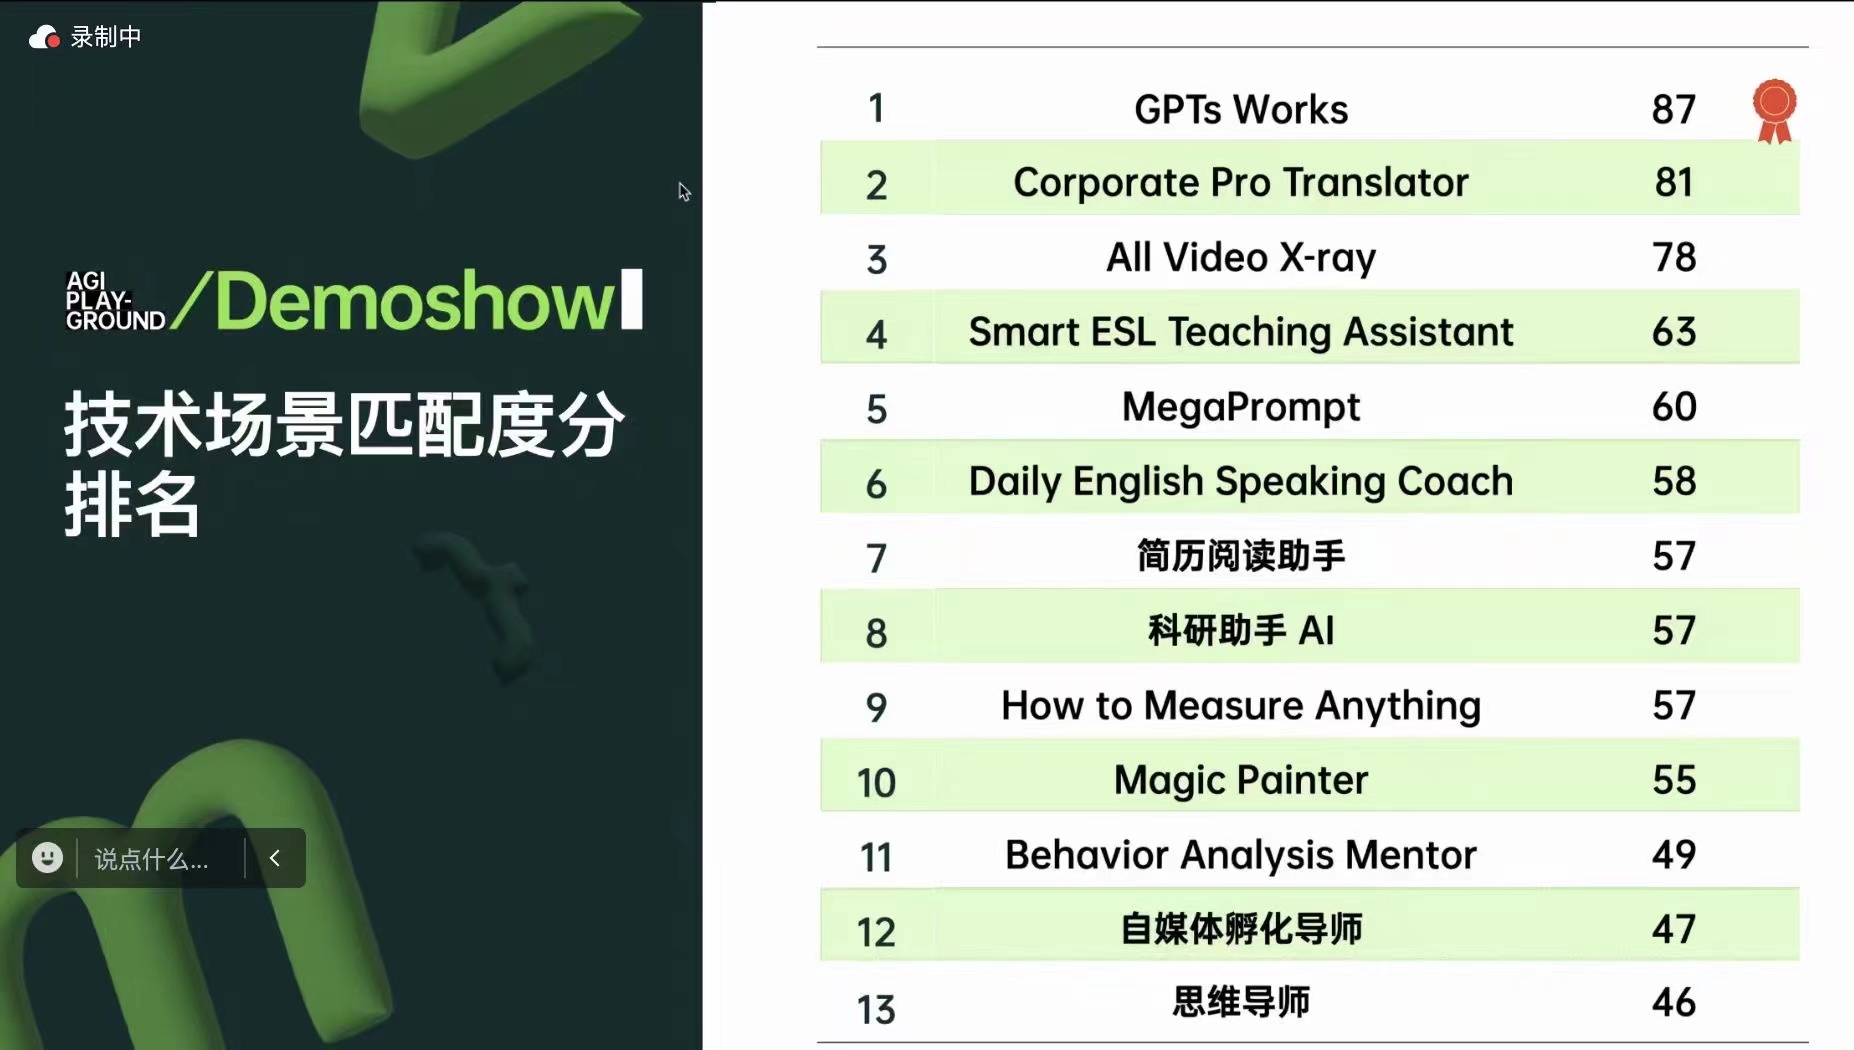 录制中
AGI
PLAY-
GROUND
/Demoshow
技术场景匹配度分
排名
说点什么...
1 GPTs Works 87
2 Corporate Pro Translator 81
3 All Video X-ray 78
4 Smart ESL Teaching Assistant 63
5 MegaPrompt 60
6 Daily English Speaking Coach 58
7 简历阅读助手 57
8 科研助手 AI 57
9 How to Measure Anything 57
10 Magic Painter 55
11 Behavior Analysis Mentor 49
12 自媒体孵化导师 47
13 思维导师 46